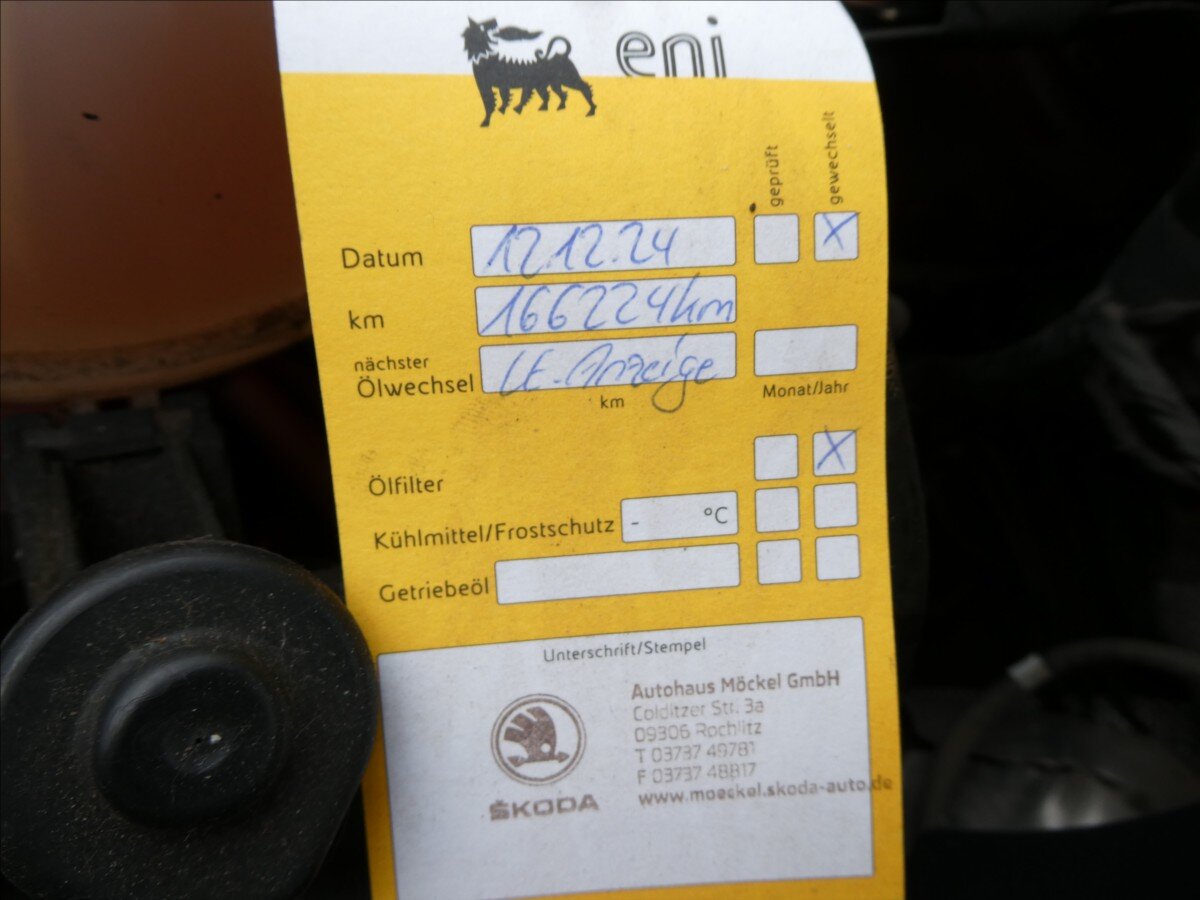 eni
geprüft
gewechselt
Datum 12.12.24 X
km 166224km
nächster
Ölwechsel lt. Anzeige
km Monat/Jahr
Ölfilter X
Kühlmittel/Frostschutz - °C
Getriebeöl
Unterschrift/Stempel
Autohaus Möckel GmbH
Colditzer Str. 3a
09306 Rochlitz
T 03737 49781
F 03737 48817
www.moeckel.skoda-auto.de
ŠKODA